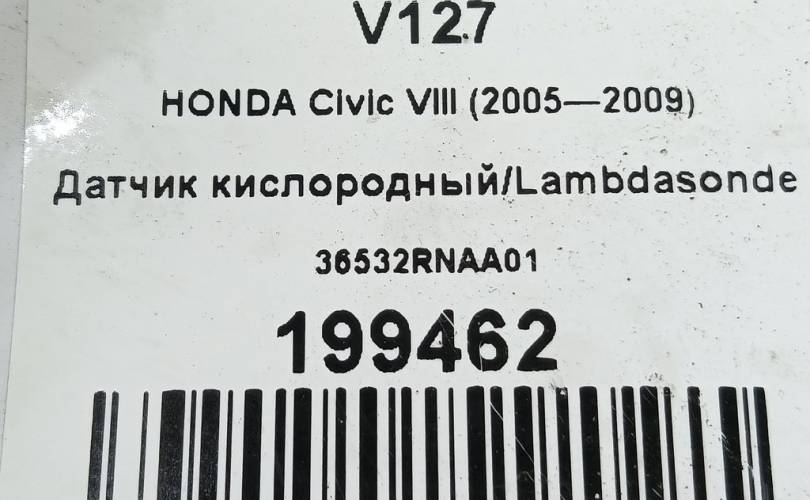 V127
HONDA Civic VIII (2005—2009)
Датчик кислородный/Lambdasonde
36532RNAA01
199462